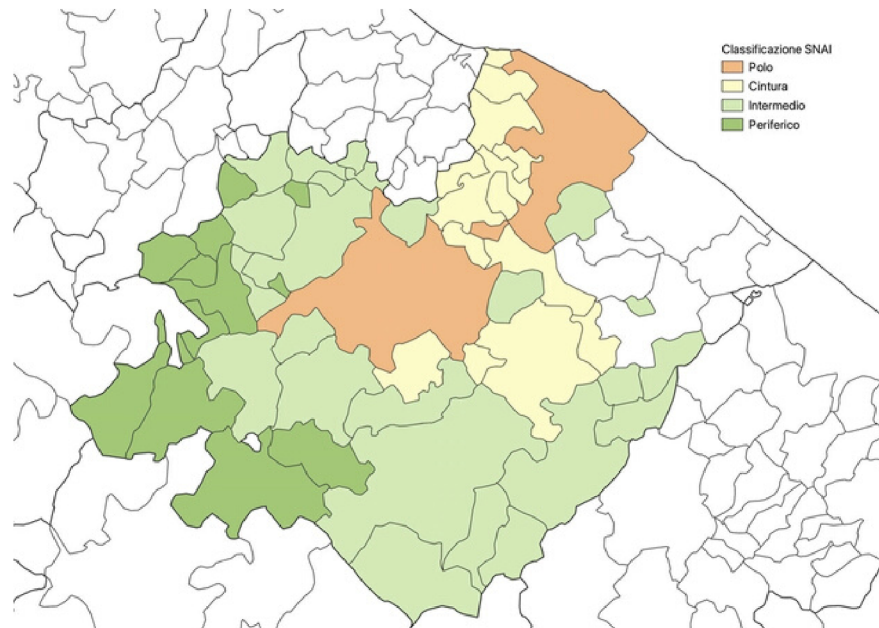 Classificazione SNAI
Polo
Cintura
Intermedio
Periferico